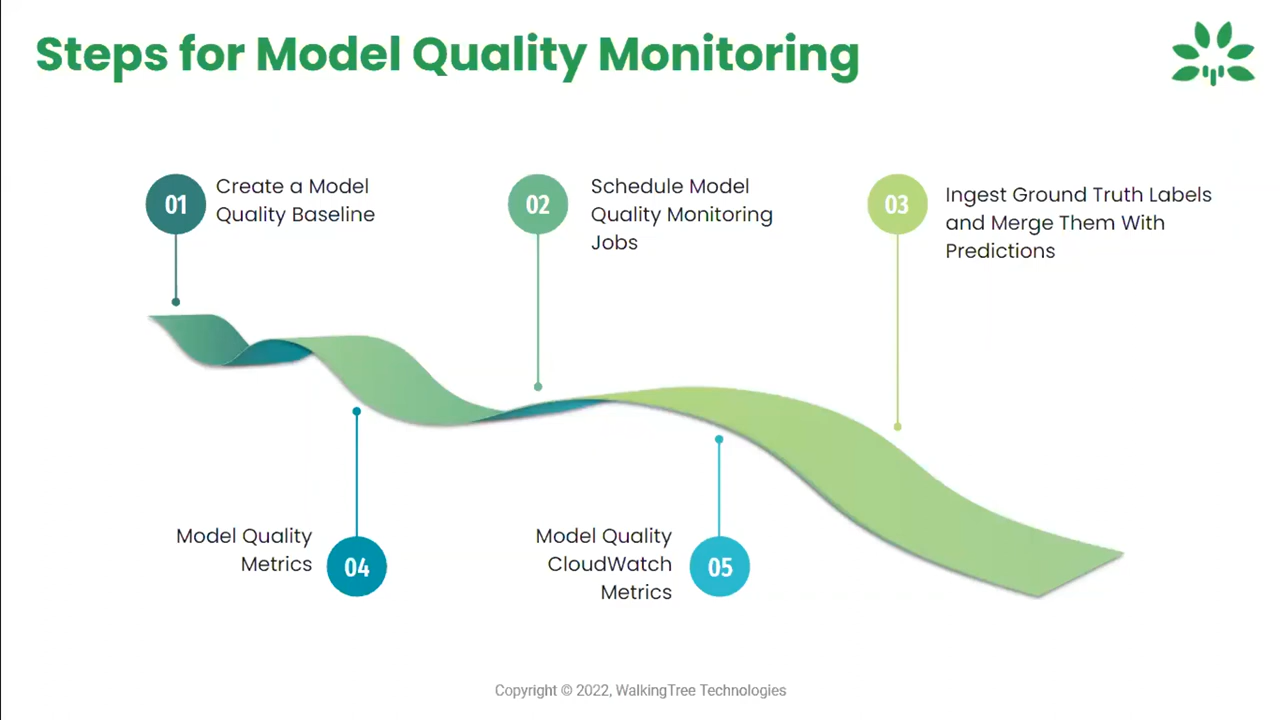 Steps for Model Quality Monitoring
01
Create a Model
Quality Baseline
02
Schedule Model
Quality Monitoring
Jobs
03
Ingest Ground Truth Labels
and Merge Them With
Predictions
Model Quality
Metrics
04
Model Quality
CloudWatch
Metrics
05
Copyright © 2022, WalkingTree Technologies